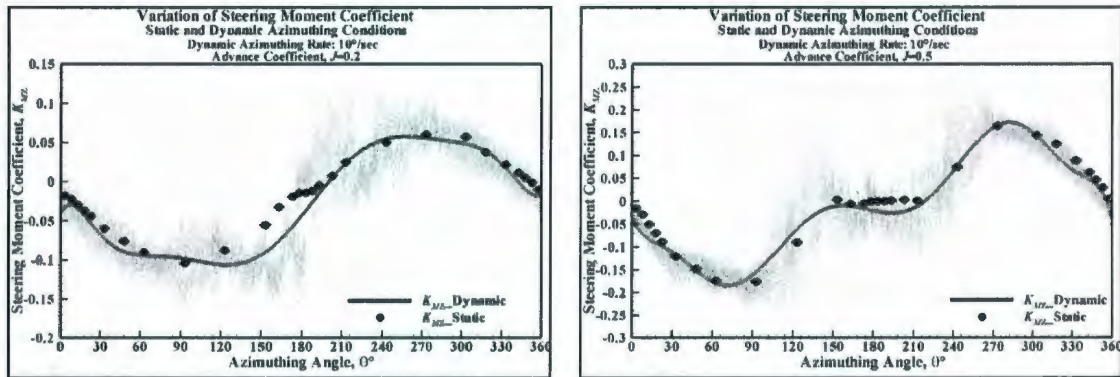 Variation of Steering Moment Coefficient
Static and Dynamic Azimuthing Conditions
Dynamic Azimuthing Rate: 10°/sec
Advance Coefficient, J=0.2
0.15
0.1
0.05
0
-0.05
-0.1
-0.15
-0.2
Steering Moment Coefficient, K_MZ
K_MZ_Dynamic
K_MZ_Static
0 30 60 90 120 150 180 210 240 270 300 330 360
Azimuthing Angle, θ°
Variation of Steering Moment Coefficient
Static and Dynamic Azimuthing Conditions
Dynamic Azimuthing Rate: 10°/sec
Advance Coefficient, J=0.5
0.3
0.25
0.2
0.15
0.1
0.05
0
-0.05
-0.1
-0.15
-0.2
-0.25
-0.3
Steering Moment Coefficient, K_MZ
K_MZ_Dynamic
K_MZ_Static
0 30 60 90 120 150 180 210 240 270 300 330 360
Azimuthing Angle, θ°